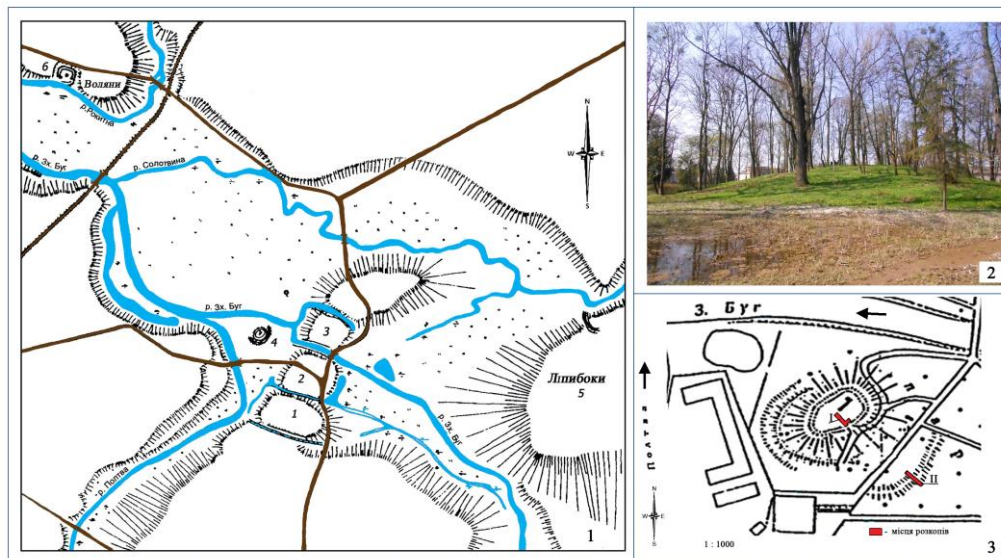 6
Воляни
р.Рокитна
р. Зх. Буг
р. Солотвина
N
W E
S
р. Зх. Буг
3
4
2
1
Ліпибоки
5
р. Зх. Буг
р. Полтва
1
2
З. Буг
Полтва
I
II
П
а
р
к
N
W E
S
- місця розкопів
1 : 1000
3